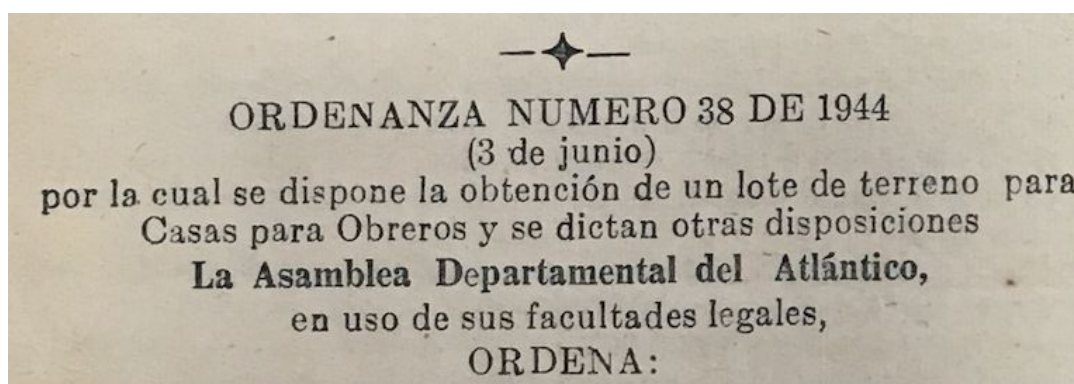 ORDENANZA NUMERO 38 DE 1944
(3 de junio)
por la cual se dispone la obtención de un lote de terreno para
Casas para Obreros y se dictan otras disposiciones
La Asamblea Departamental del Atlántico,
en uso de sus facultades legales,
ORDENA: